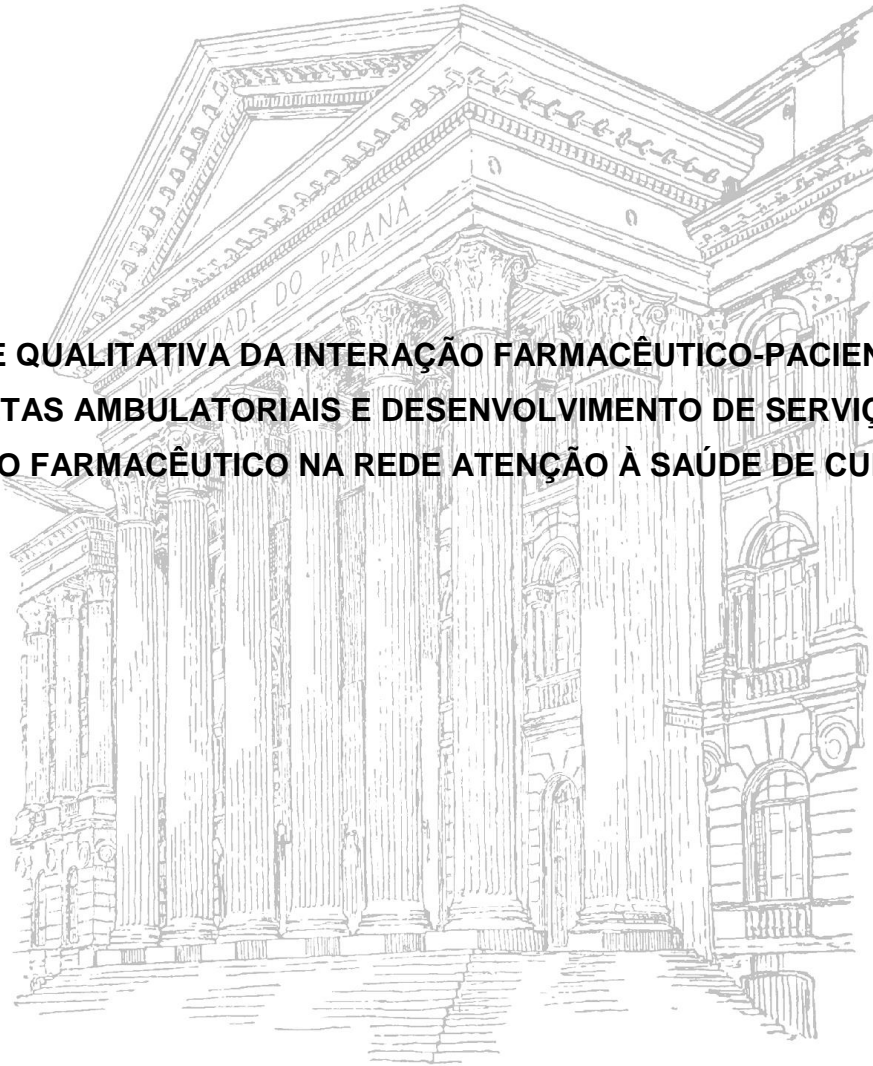 UNIVERSIDADE DO PARANÁ
E QUALITATIVA DA INTERAÇÃO FARMACÊUTICO-PACIEN
TAS AMBULATORIAIS E DESENVOLVIMENTO DE SERVIÇ
O FARMACÊUTICO NA REDE ATENÇÃO À SAÚDE DE CU